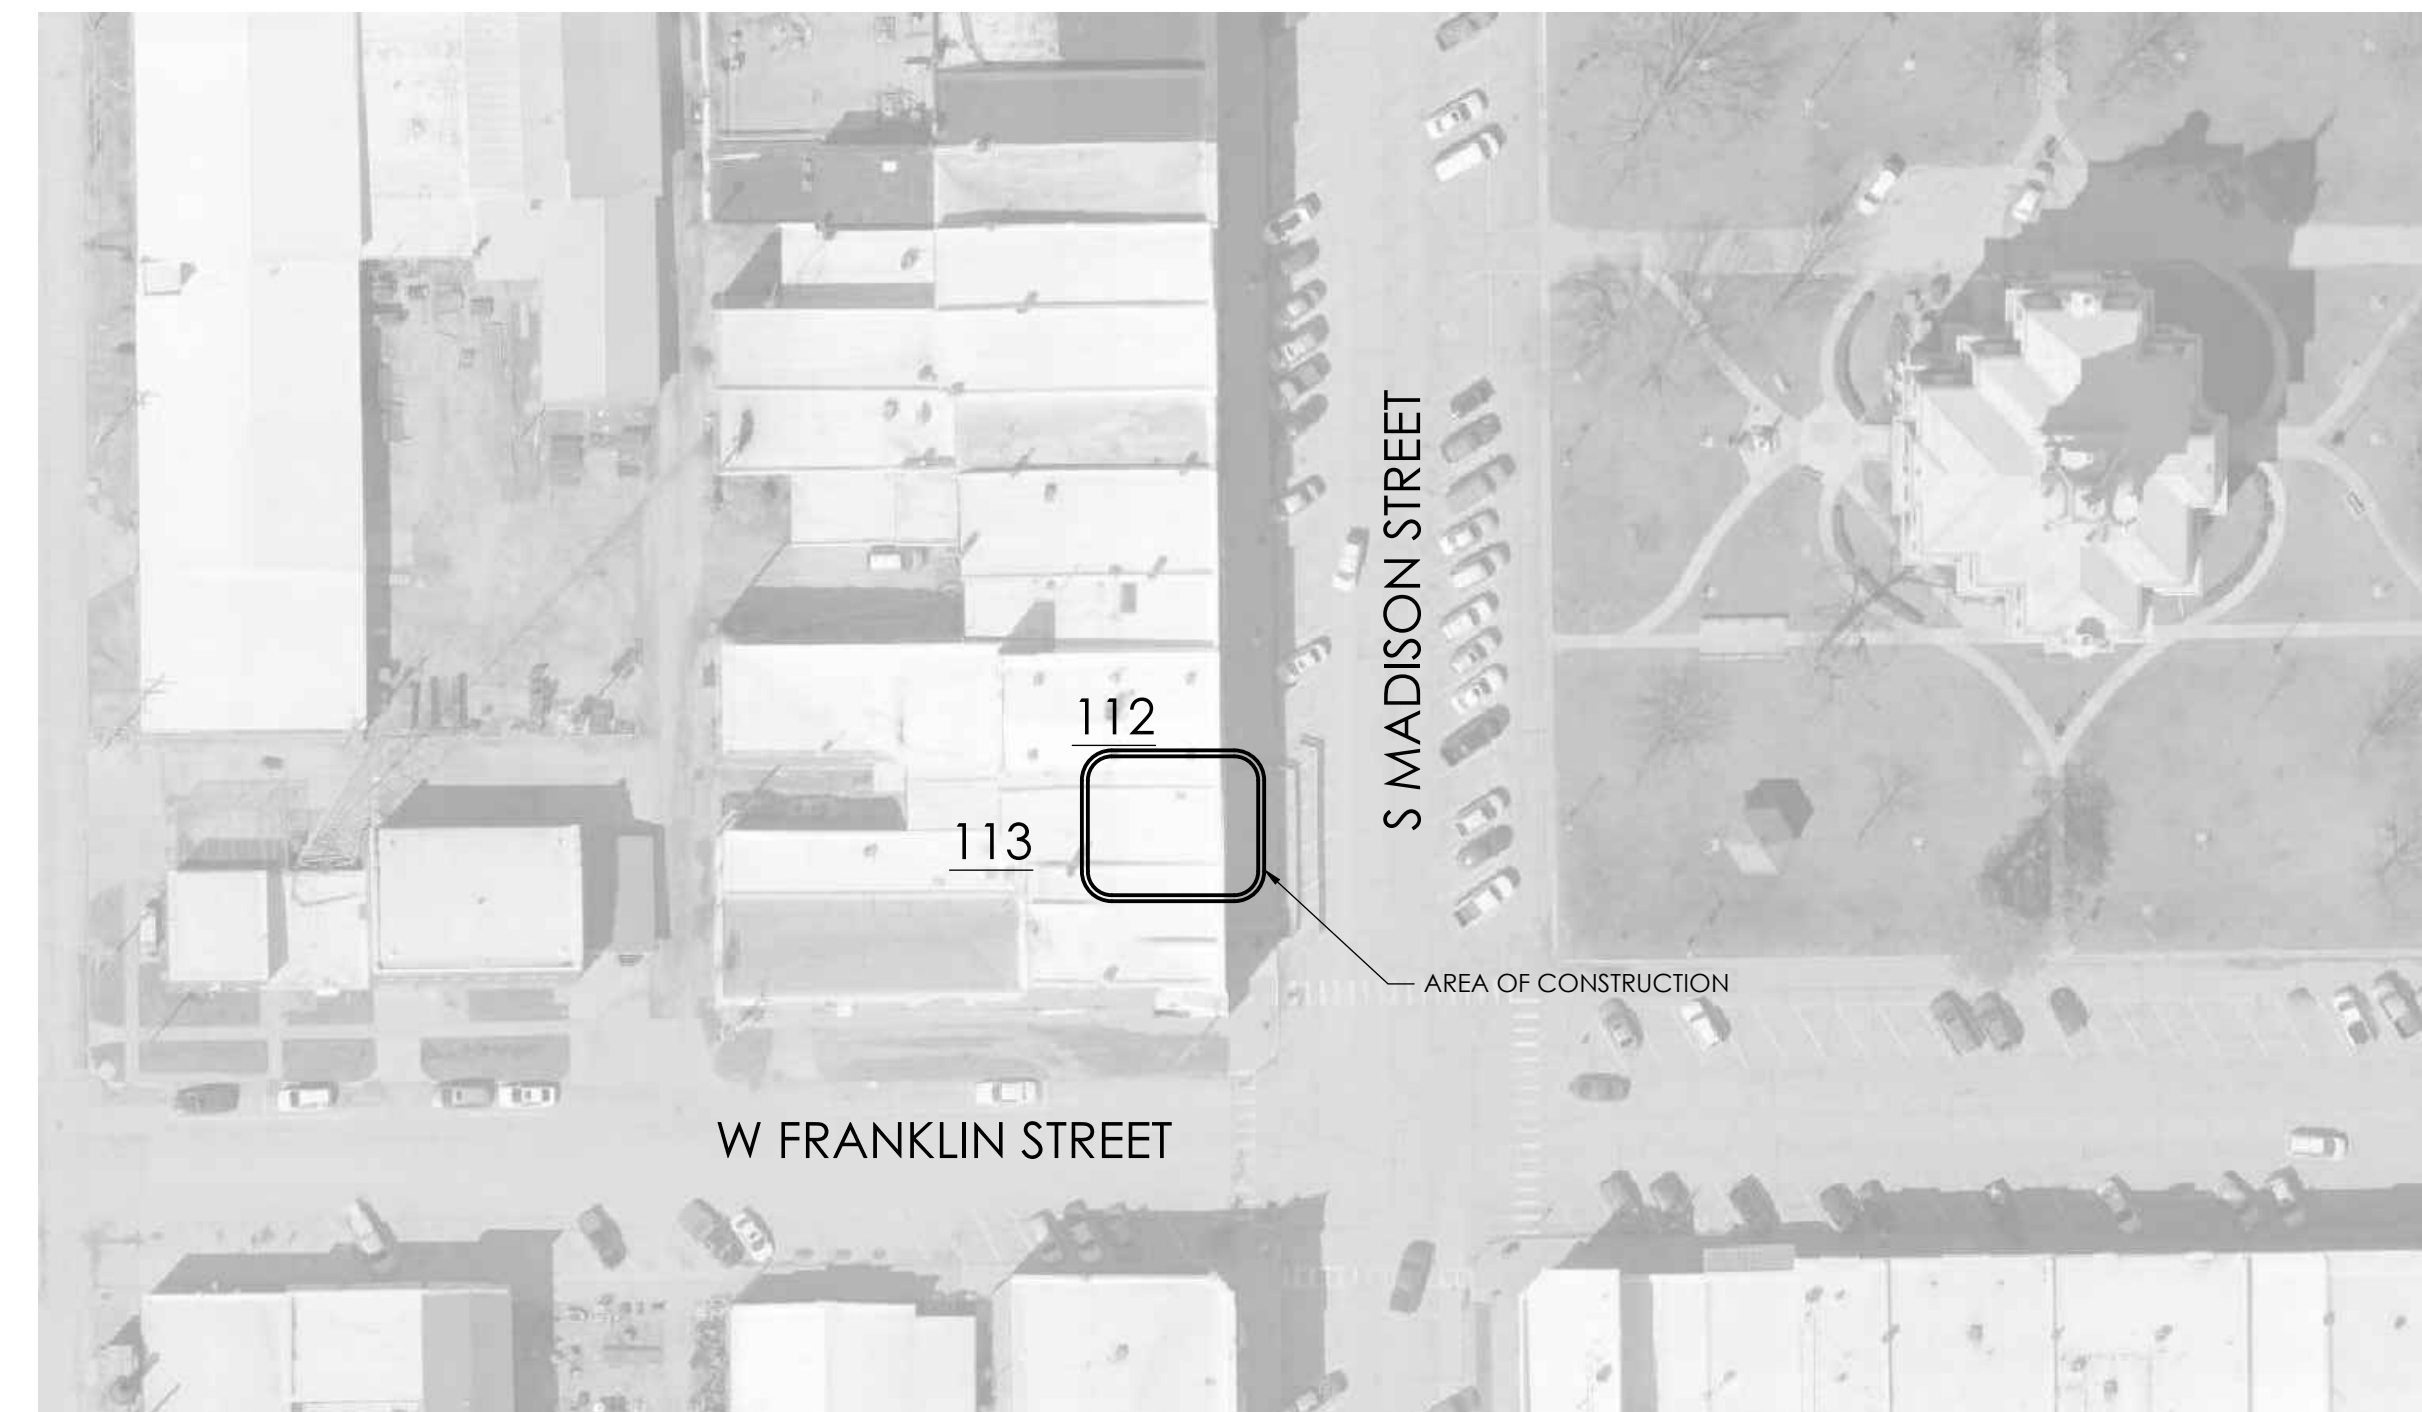 S MADISON STREET
112
113
AREA OF CONSTRUCTION
W FRANKLIN STREET